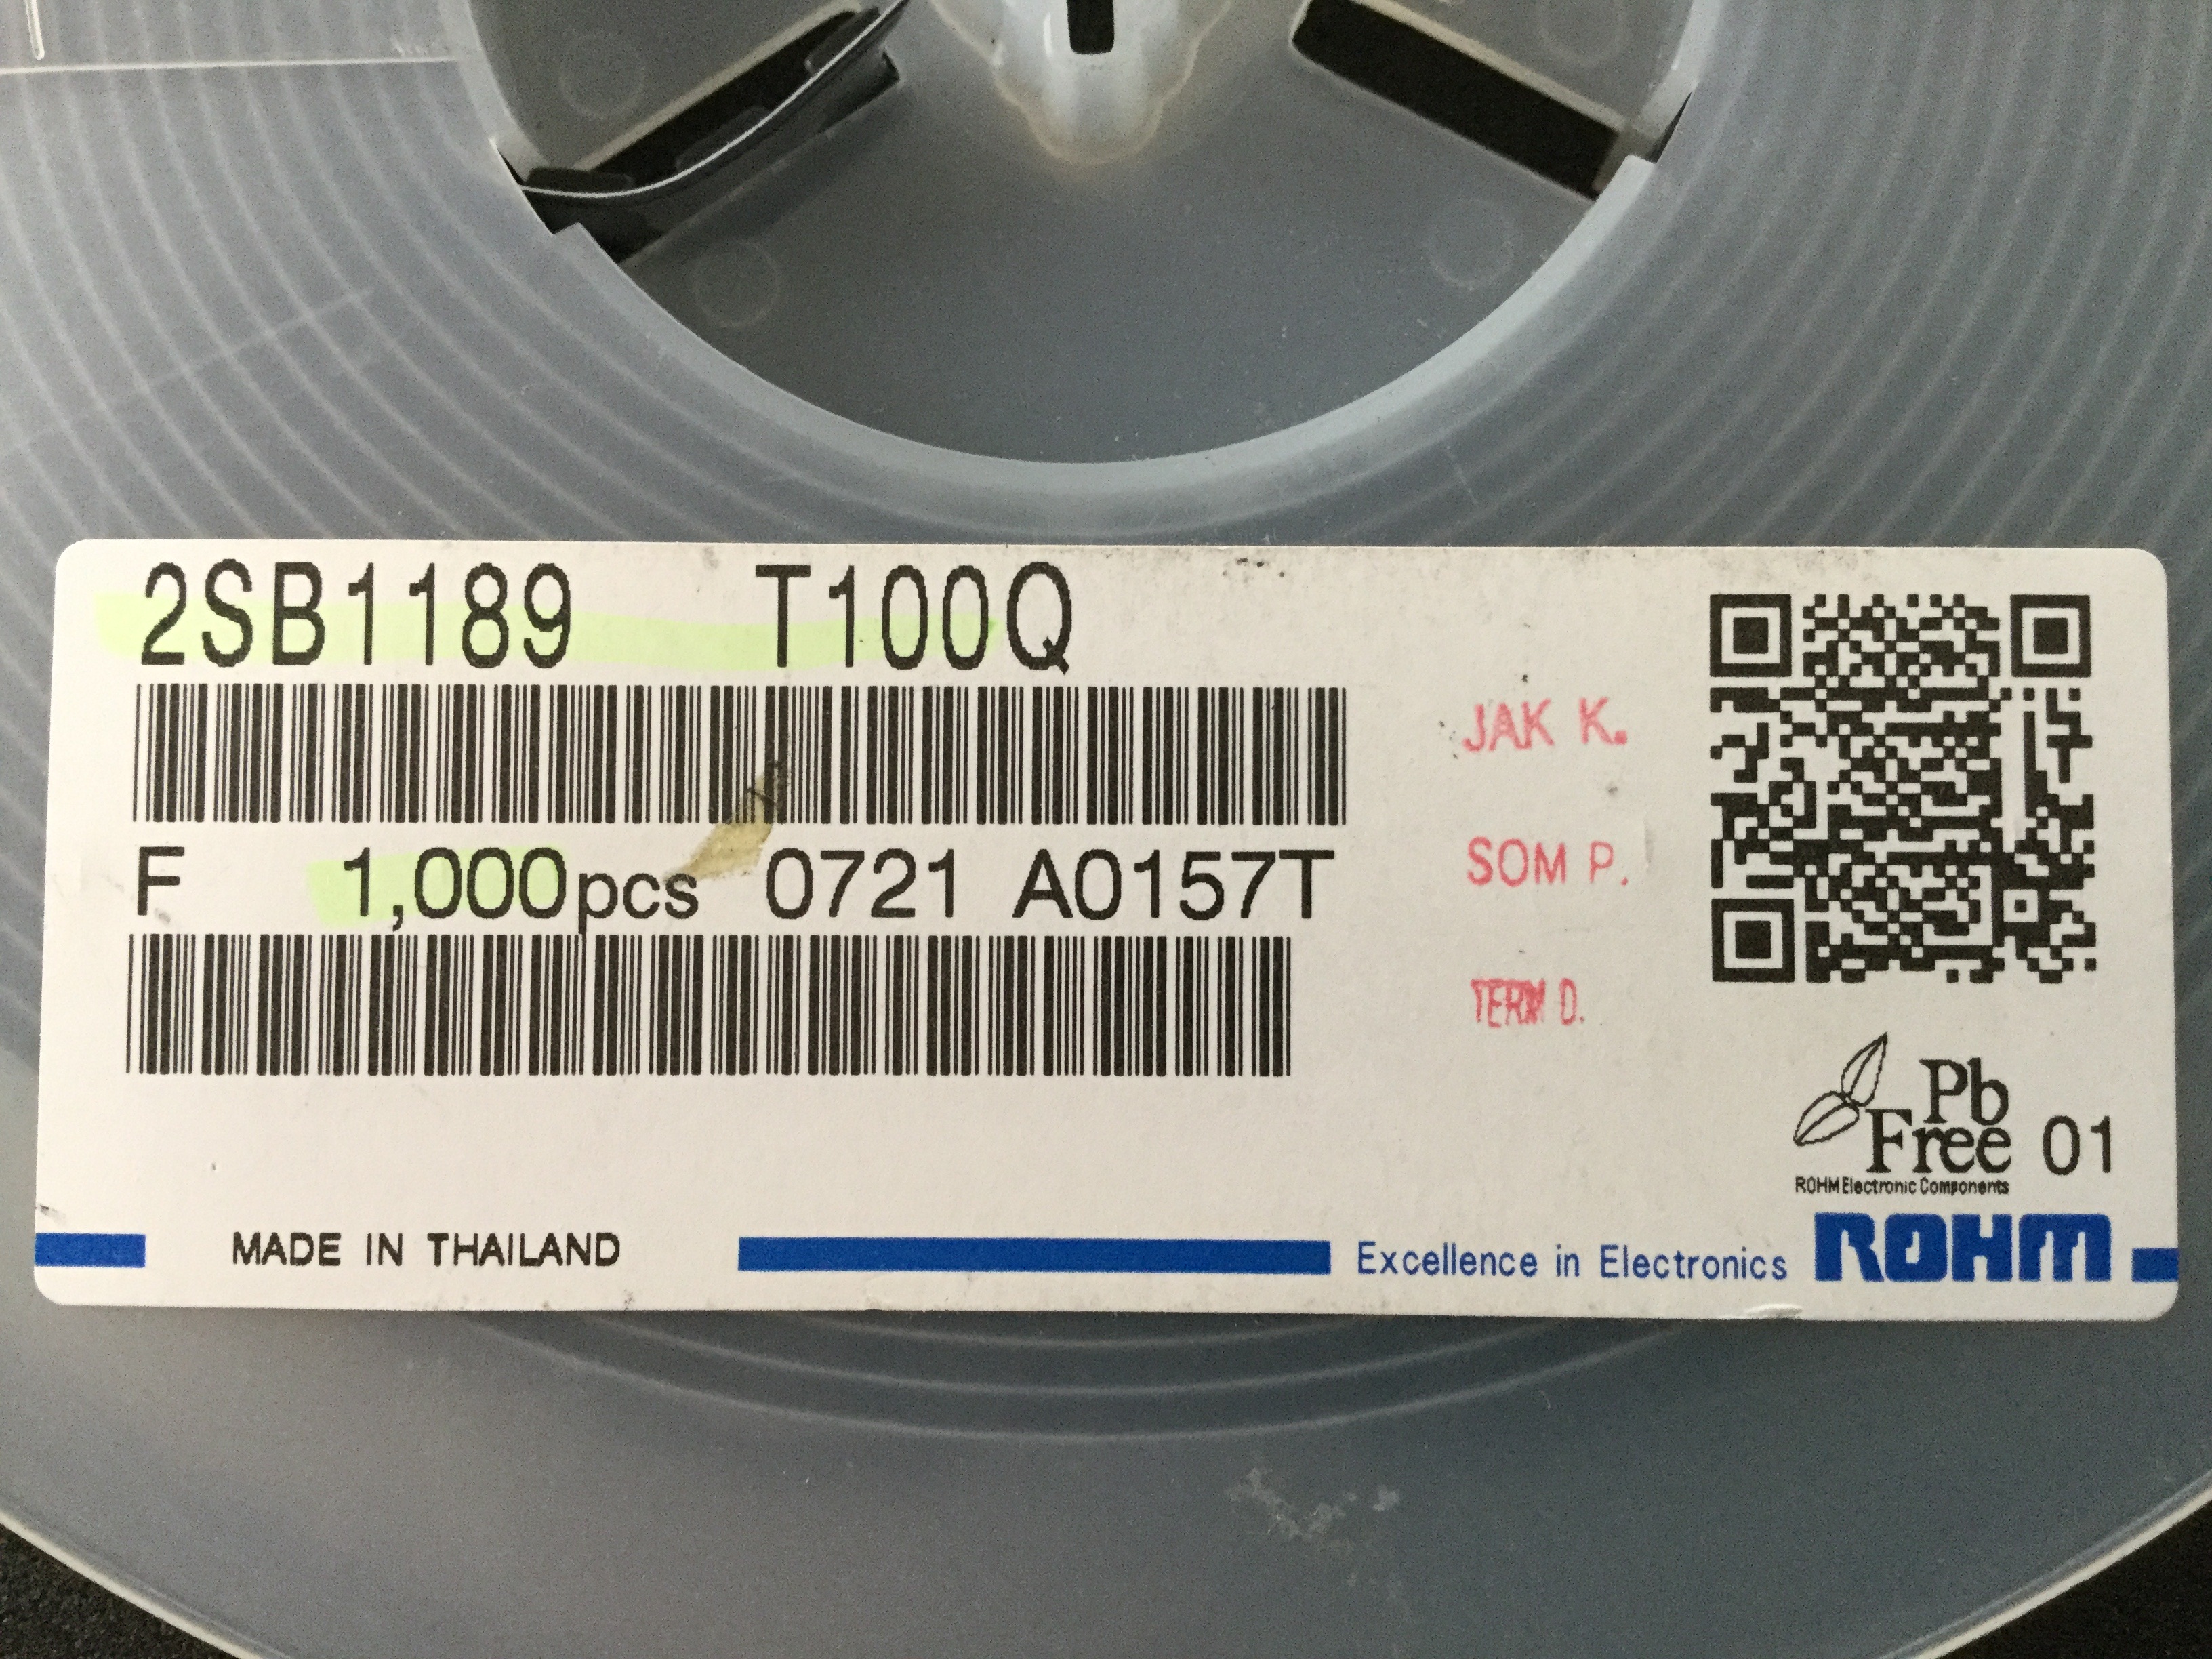 2SB1189 T100Q
JAK K.
F 1,000pcs 0721 A0157T
SOM P.
TERM D.
Pb
Free 01
ROHM Electronic Components
MADE IN THAILAND
Excellence in Electronics ROHM